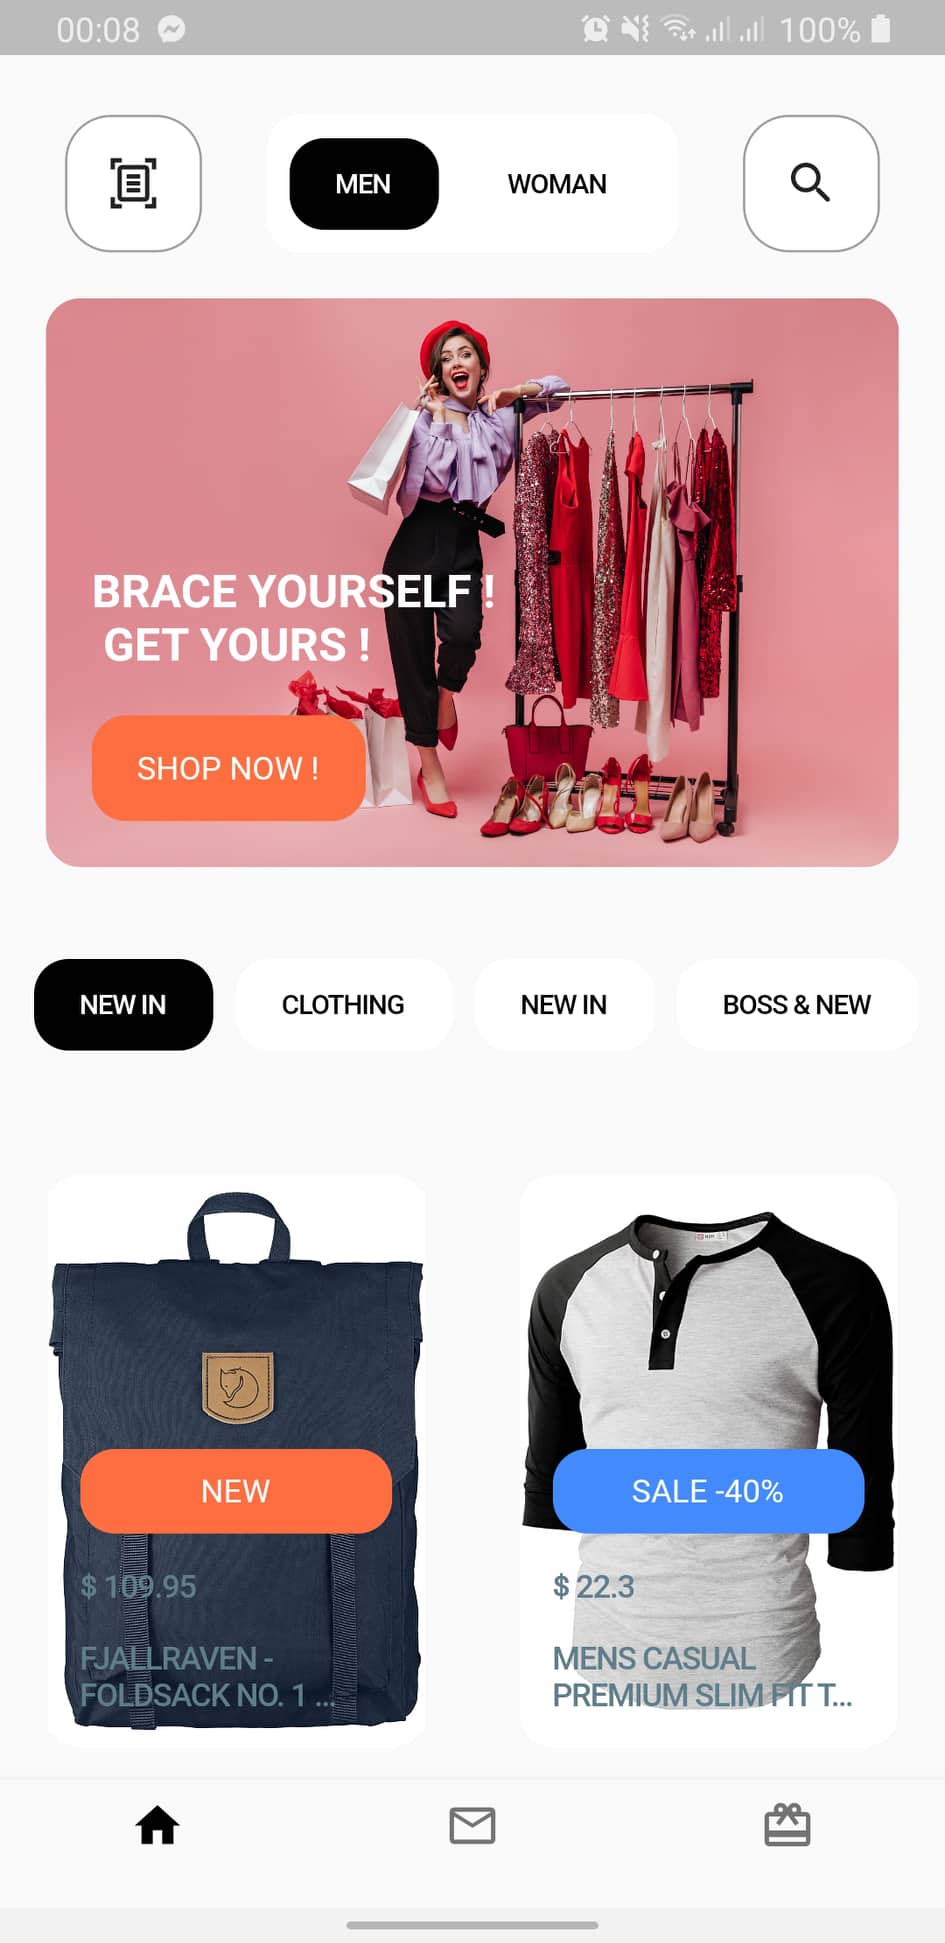 00:08
100%
MEN
WOMAN
BRACE YOURSELF !
GET YOURS !
SHOP NOW !
NEW IN
CLOTHING
NEW IN
BOSS & NEW
NEW
SALE -40%
$ 109.95
$ 22.3
FJALLRAVEN -
FOLDSACK NO. 1 ...
MENS CASUAL
PREMIUM SLIM FIT T...